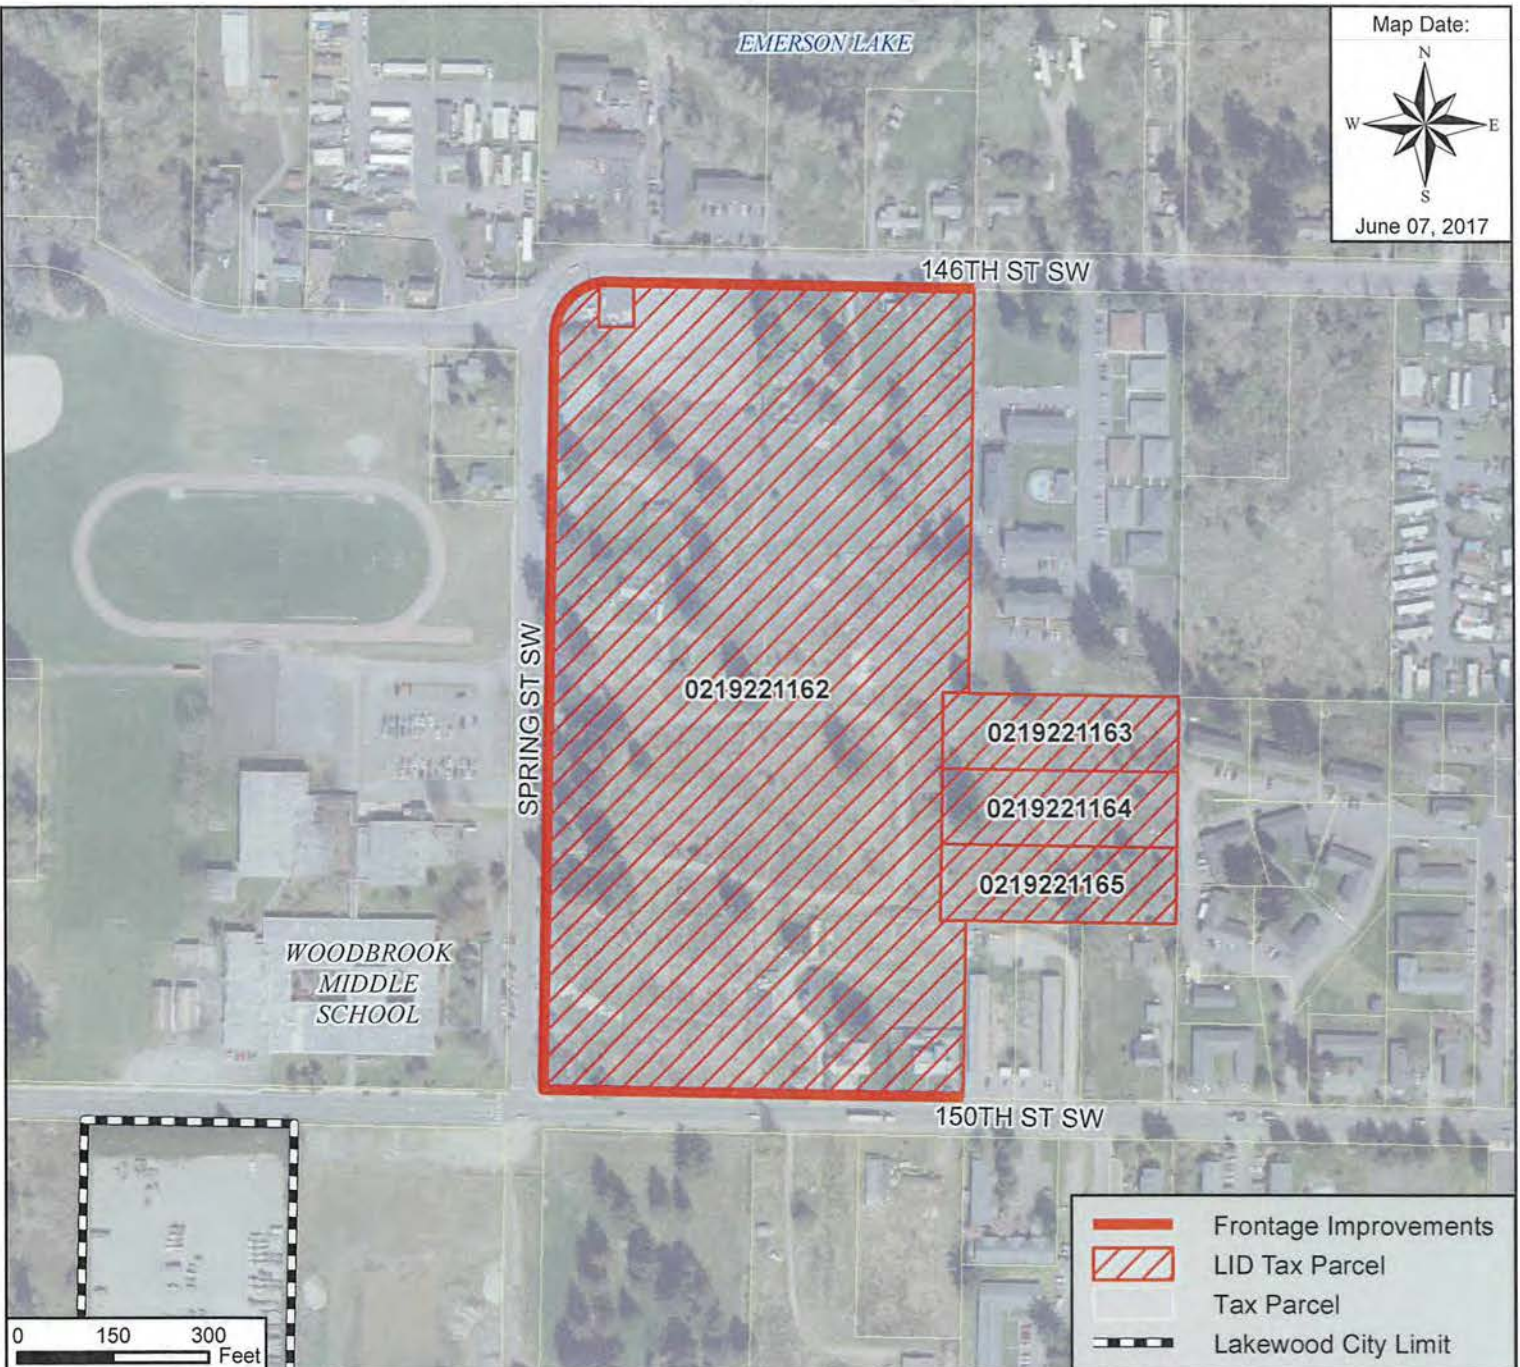 EMERSON LAKE
Map Date:
N
W E
S
June 07, 2017
146TH ST SW
SPRING ST SW
0219221162
0219221163
0219221164
0219221165
WOODBROOK
MIDDLE
SCHOOL
150TH ST SW
Frontage Improvements
LID Tax Parcel
Tax Parcel
Lakewood City Limit
0 150 300
Feet